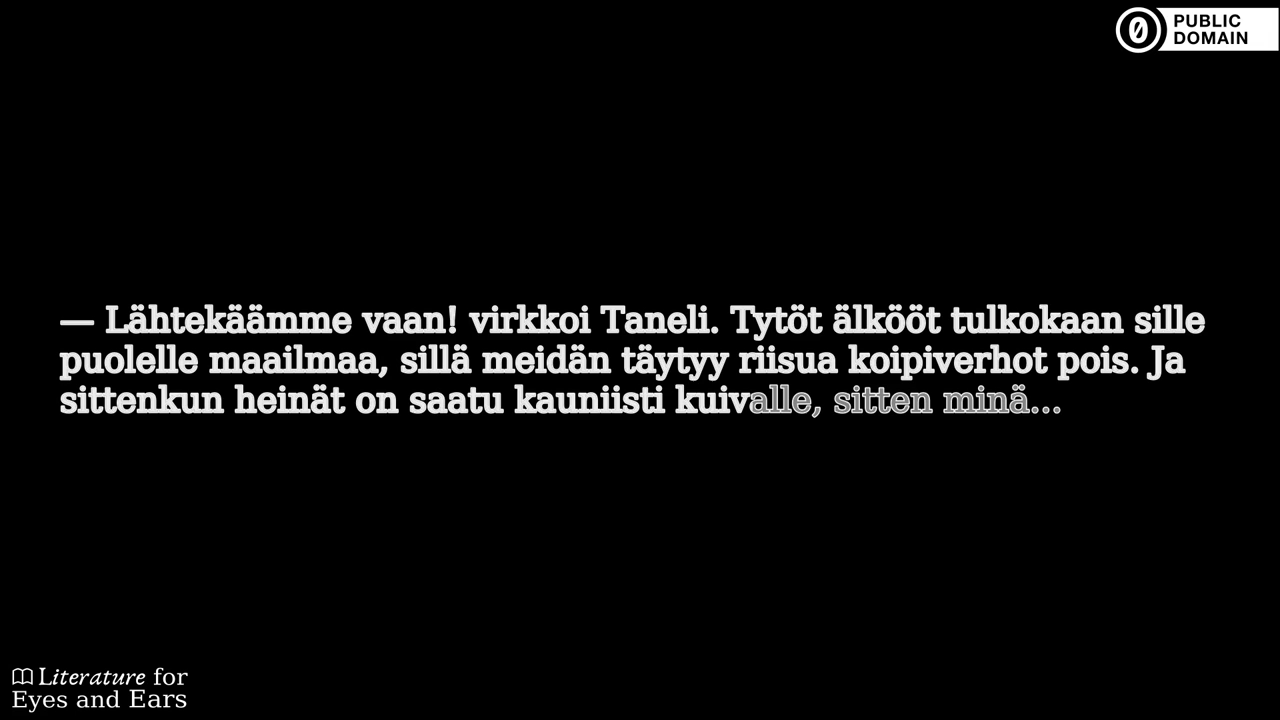 PUBLIC
DOMAIN
— Lähtekäämme vaan! virkkoi Taneli. Tytöt älkööt tulkokaan sille
puolelle maailmaa, sillä meidän täytyy riisua koipiverhot pois. Ja
sittenkun heinät on saatu kauniisti kuivalle, sitten minä...
Literature for
Eyes and Ears